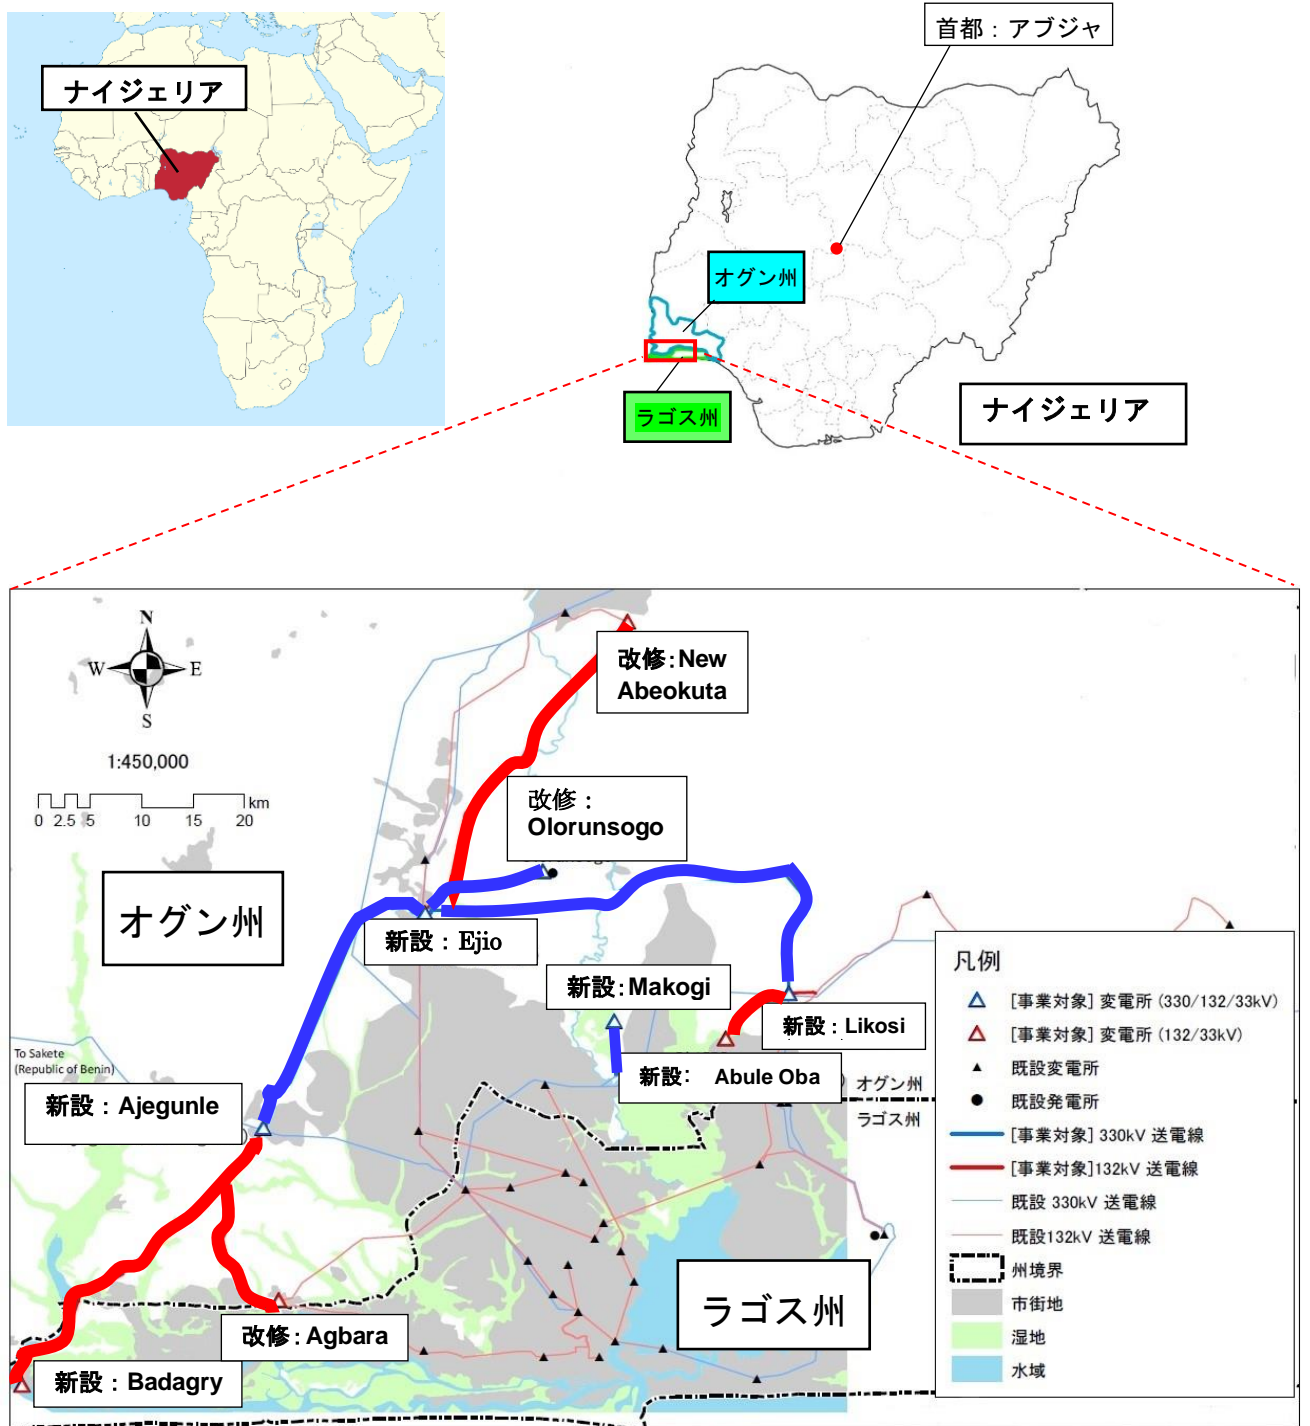 首都：アブジャ
ナイジェリア
オグン州
ラゴス州
ナイジェリア
N
W
E
S
1:450,000
0 2.5 5 10 15 20 km
改修：New
Abeokuta
改修：
Olorunsogo
オグン州
新設：Ejio
新設：Makogi
新設：Likosi
新設： Abule Oba
To Sakete
(Republic of Benin)
新設：Ajegunle
オグン州
ラゴス州
ラゴス州
改修：Agbara
新設：Badagry
凡例
[事業対象] 変電所 (330/132/33kV)
[事業対象] 変電所 (132/33kV)
既設変電所
既設発電所
[事業対象] 330kV 送電線
[事業対象]132kV 送電線
既設 330kV 送電線
既設132kV 送電線
州境界
市街地
湿地
水域